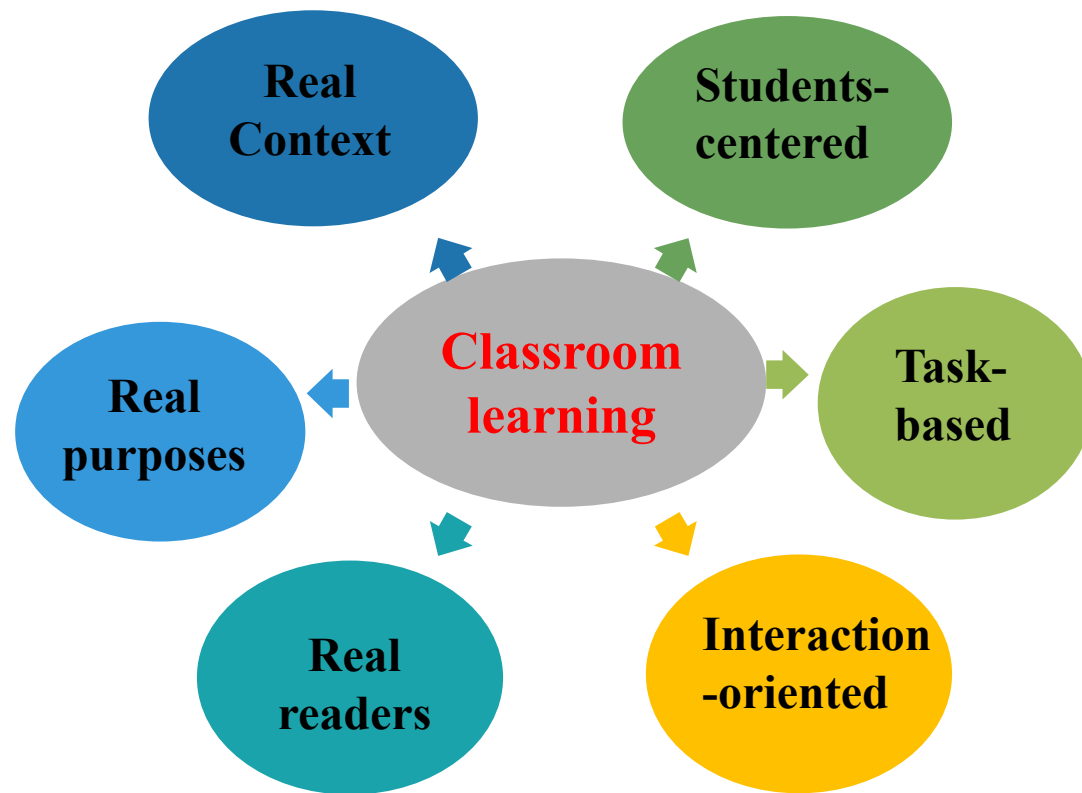 Real
Context
Students-
centered
Classroom
learning
Real
purposes
Task-
based
Real
readers
Interaction
-oriented